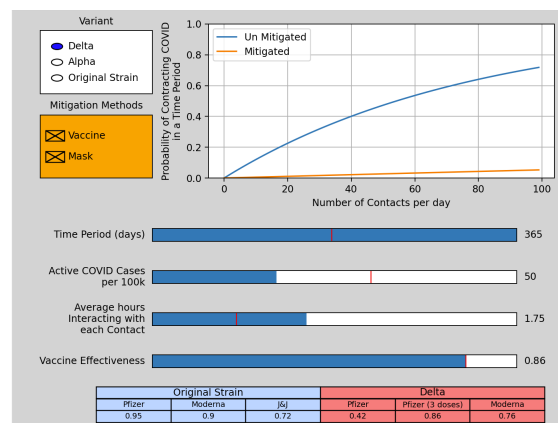 Variant
Delta
Alpha
Original Strain
Mitigation Methods
Vaccine
Mask
Probability of Contracting COVID
in a Time Period
1.0
0.8
0.6
0.4
0.2
0.0
Un Mitigated
Mitigated
0
20
40
60
80
100
Number of Contacts per day
Time Period (days)
365
Active COVID Cases
per 100k
50
Average hours
Interacting with
each Contact
1.75
Vaccine Effectiveness
0.86
Original Strain
Delta
Pfizer
Moderna
J&J
Pfizer
Pfizer (3 doses)
Moderna
0.95
0.9
0.72
0.42
0.86
0.76